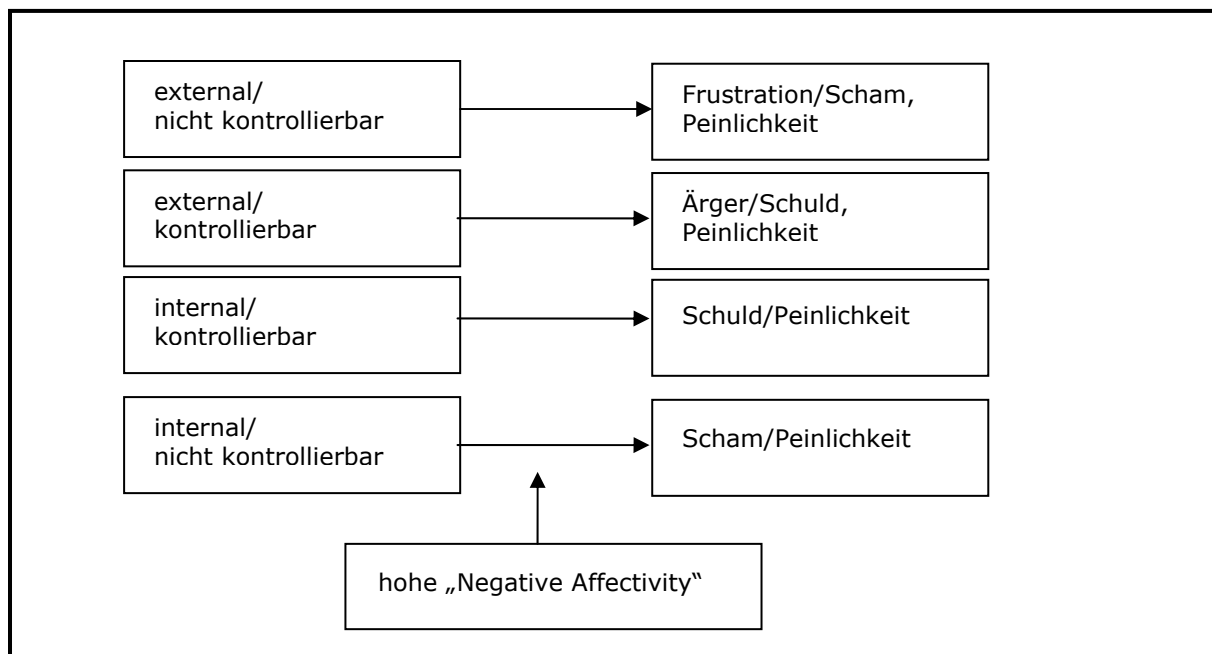 external/
nicht kontrollierbar
Frustration/Scham,
Peinlichkeit
external/
kontrollierbar
Ärger/Schuld,
Peinlichkeit
internal/
kontrollierbar
Schuld/Peinlichkeit
internal/
nicht kontrollierbar
Scham/Peinlichkeit
hohe „Negative Affectivity“